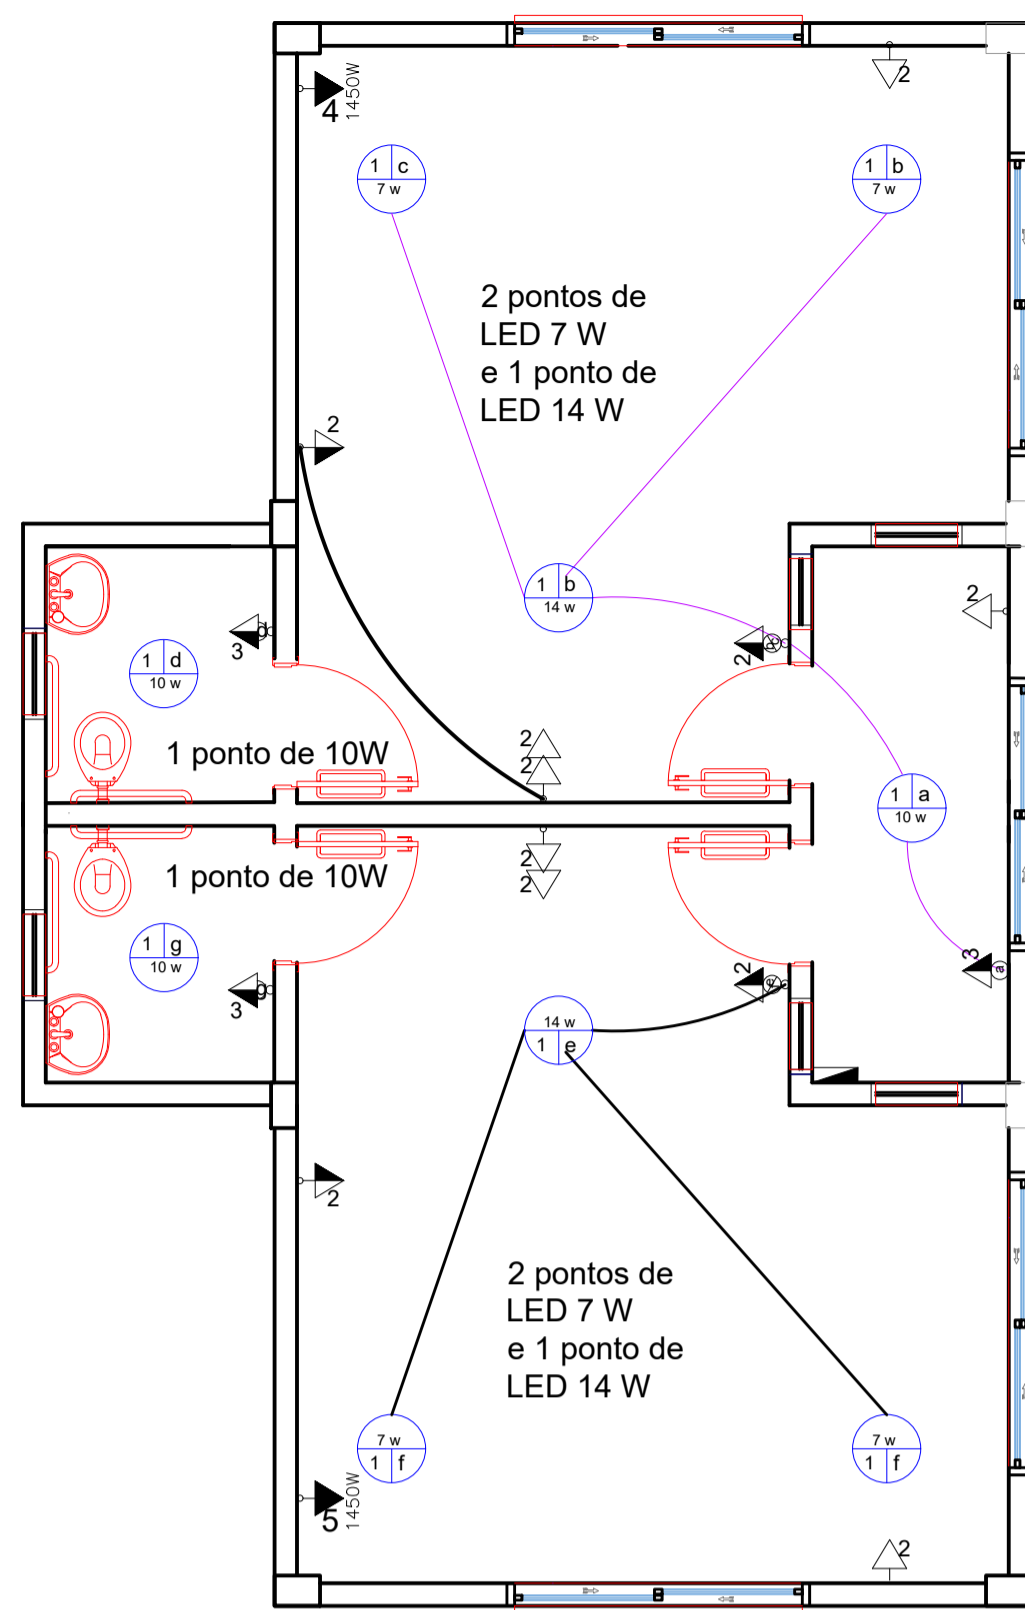 2
4
1450W
1 c
7 w
1 b
7 w
2 pontos de
LED 7 W
e 1 ponto de
LED 14 W
2
1 b
14 w
2
d
3
1 d
10 w
2
1 ponto de 10W
2
2
1 a
10 w
2
2
1 ponto de 10W
1 g
10 w
g
3
2
e
3
a
14 w
1 e
2
2 pontos de
LED 7 W
e 1 ponto de
LED 14 W
7 w
1 f
7 w
1 f
5
1450W
2